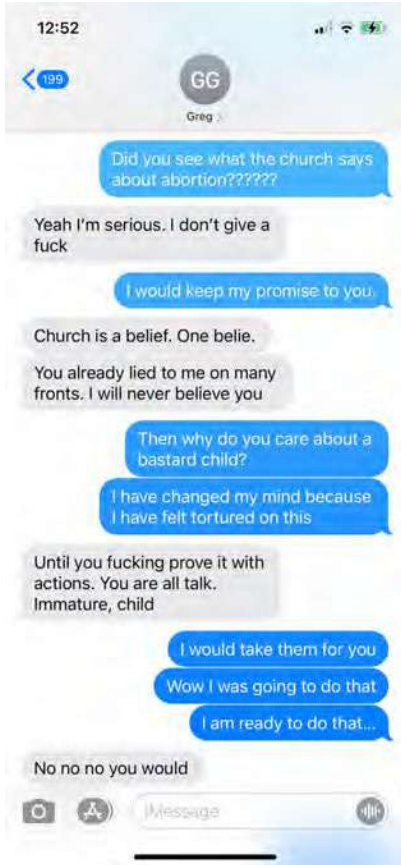 12:52
199
GG
Greg
Did you see what the church says
about abortion??????
Yeah I'm serious. I don't give a
fuck
I would keep my promise to you.
Church is a belief. One belie.
You already lied to me on many
fronts. I will never believe you
Then why do you care about a
bastard child?
I have changed my mind because
I have felt tortured on this
Until you fucking prove it with
actions. You are all talk.
Immature, child
I would take them for you
Wow I was going to do that
I am ready to do that...
No no no you would
iMessage